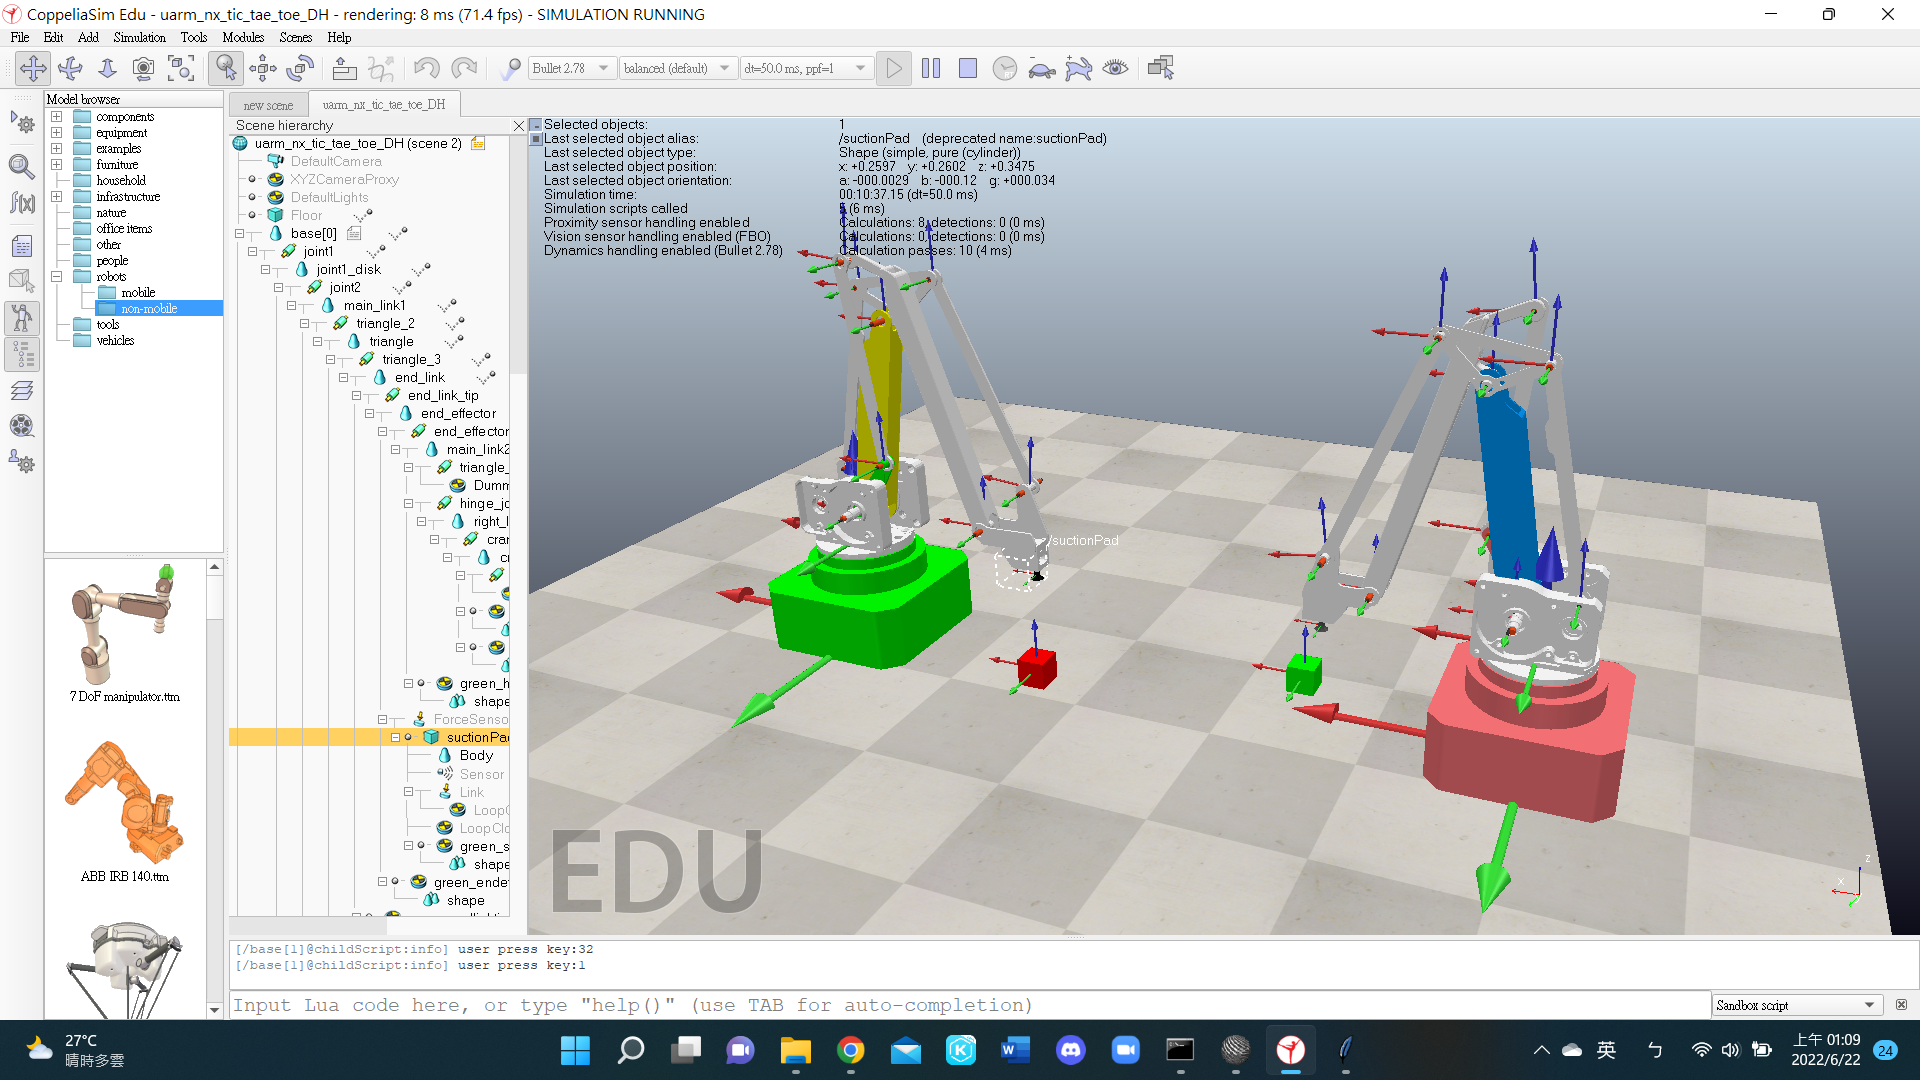 CoppeliaSim Edu - uarm_nx_tic_tae_toe_DH - rendering: 8 ms (71.4 fps) - SIMULATION RUNNING
File Edit Add Simulation Tools Modules Scenes Help
Bullet 2.78 balanced (default) dt=50.0 ms, ppf=1
Model browser
components
equipment
examples
furniture
household
infrastructure
nature
office items
other
people
robots
mobile
non-mobile
tools
vehicles
7 DoF manipulator.ttm
ABB IRB 140.ttm
new scene uarm_nx_tic_tae_toe_DH
Scene hierarchy
uarm_nx_tic_tae_toe_DH (scene 2)
DefaultCamera
XYZCameraProxy
DefaultLights
Floor
base[0]
joint1
joint1_disk
joint2
main_link1
triangle_2
triangle
triangle_3
end_link
end_link_tip
end_effector
end_effector
main_link2
triangle_
Dumm
hinge_jo
right_l
cran
cr
green_h
shape
ForceSenso
suctionPad
Body
Sensor
Link
LoopC
LoopClo
green_s
shape
green_endef
shape
Selected objects: 1
Last selected object alias: /suctionPad (deprecated name:suctionPad)
Last selected object type: Shape (simple, pure (cylinder))
Last selected object position: x: +0.2597 y: +0.2602 z: +0.3475
Last selected object orientation: a: -000.0029 b: -000.12 g: +000.034
Simulation time: 00:10:37.15 (dt=50.0 ms)
Simulation scripts called (6 ms)
Proximity sensor handling enabled Calculations: 8, detections: 0 (0 ms)
Vision sensor handling enabled (FBO) Calculations: 0, detections: 0 (0 ms)
Dynamics handling enabled (Bullet 2.78) Calculation passes: 10 (4 ms)
/suctionPad
EDU
z
x
[/base[1]@childScript:info] user press key:32
[/base[1]@childScript:info] user press key:1
Input Lua code here, or type "help()" (use TAB for auto-completion)
Sandbox script
27°C
晴時多雲
英 ㄅ
上午 01:09
2022/6/22
24